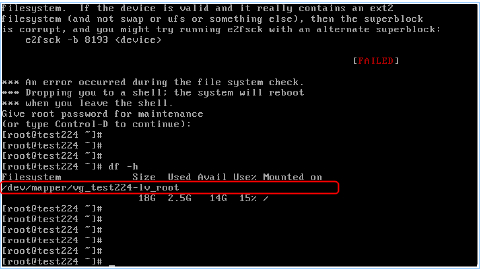 filesystem.  If the device is valid and it really contains an ext2
filesystem (and not swap or ufs or something else), then the superblock
is corrupt, and you might try running e2fsck with an alternate superblock:
    e2fsck -b 8193 <device>
[FAILED]
*** An error occurred during the file system check.
*** Dropping you to a shell; the system will reboot
*** when you leave the shell.
Give root password for maintenance
(or type Control-D to continue):
[root@test224 ~]#
[root@test224 ~]#
[root@test224 ~]#
[root@test224 ~]# df -h
Filesystem            Size  Used Avail Use% Mounted on
/dev/mapper/vg_test224-lv_root
                       18G  2.5G   14G  15% /
[root@test224 ~]#
[root@test224 ~]#
[root@test224 ~]#
[root@test224 ~]#
[root@test224 ~]#
[root@test224 ~]# _